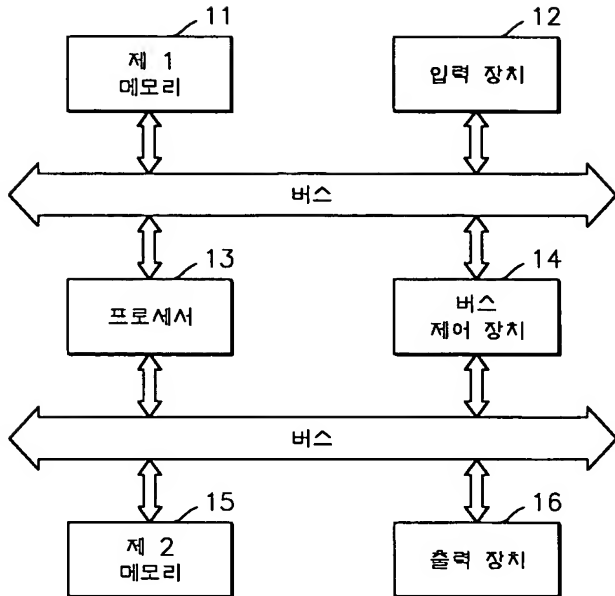 11
제 1
메모리
12
입력 장치
버스
13
프로세서
14
버스
제어 장치
버스
15
제 2
메모리
16
출력 장치